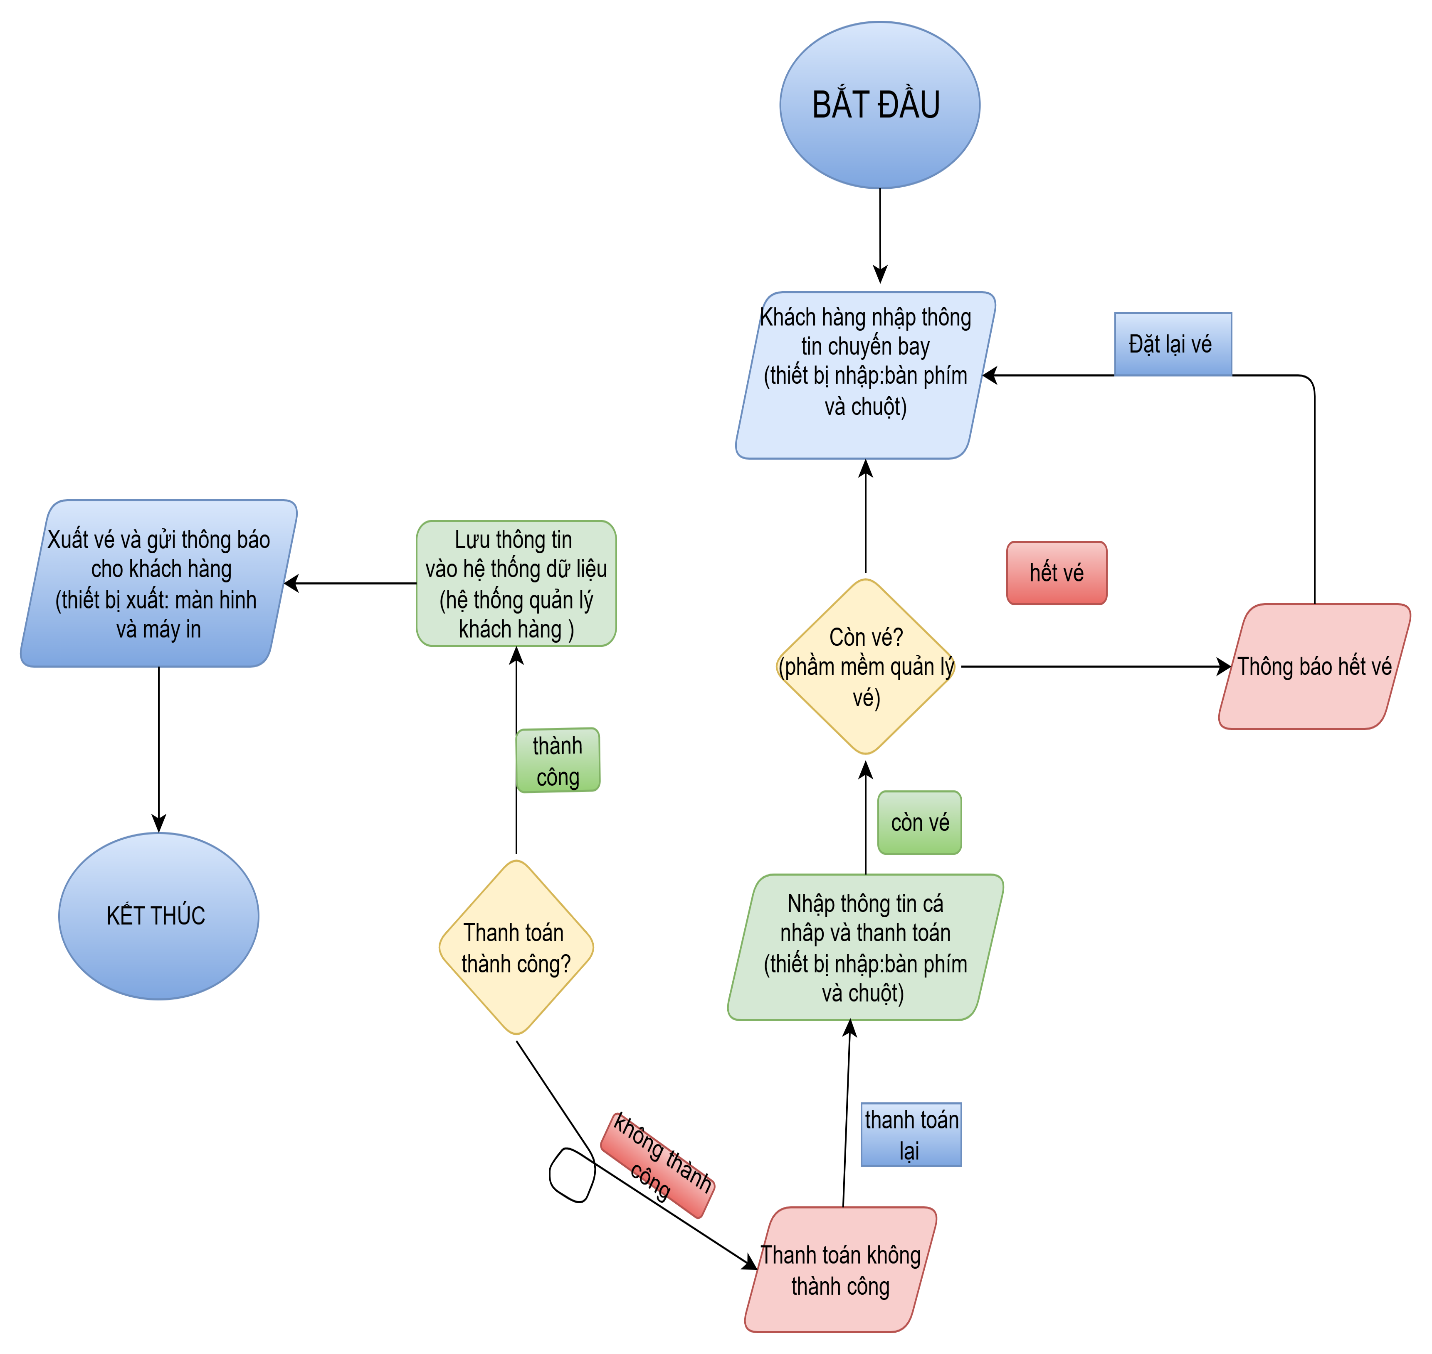 BẮT ĐẦU
Khách hàng nhập thông
tin chuyến bay
(thiết bị nhập:bàn phím
và chuột)
Đặt lại vé
Xuất vé và gửi thông báo
cho khách hàng
(thiết bị xuất: màn hinh
và máy in
Lưu thông tin
vào hệ thống dữ liệu
(hệ thống quản lý
khách hàng )
hết vé
Còn vé?
(phầm mềm quản lý
vé)
Thông báo hết vé
thành
công
còn vé
KẾT THÚC
Thanh toán
thành công?
Nhập thông tin cá
nhâp và thanh toán
(thiết bị nhập:bàn phím
và chuột)
không thành
công
thanh toán
lại
Thanh toán không
thành công